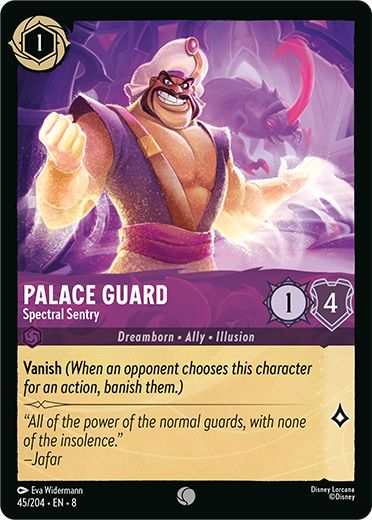 1
PALACE GUARD
Spectral Sentry
1
4
Dreamborn • Ally • Illusion
Vanish (When an opponent chooses this character
for an action, banish them.)
“All of the power of the normal guards, with none
of the insolence.”
–Jafar
Eva Widermann
45/204 • EN • 8
Disney Lorcana
©Disney